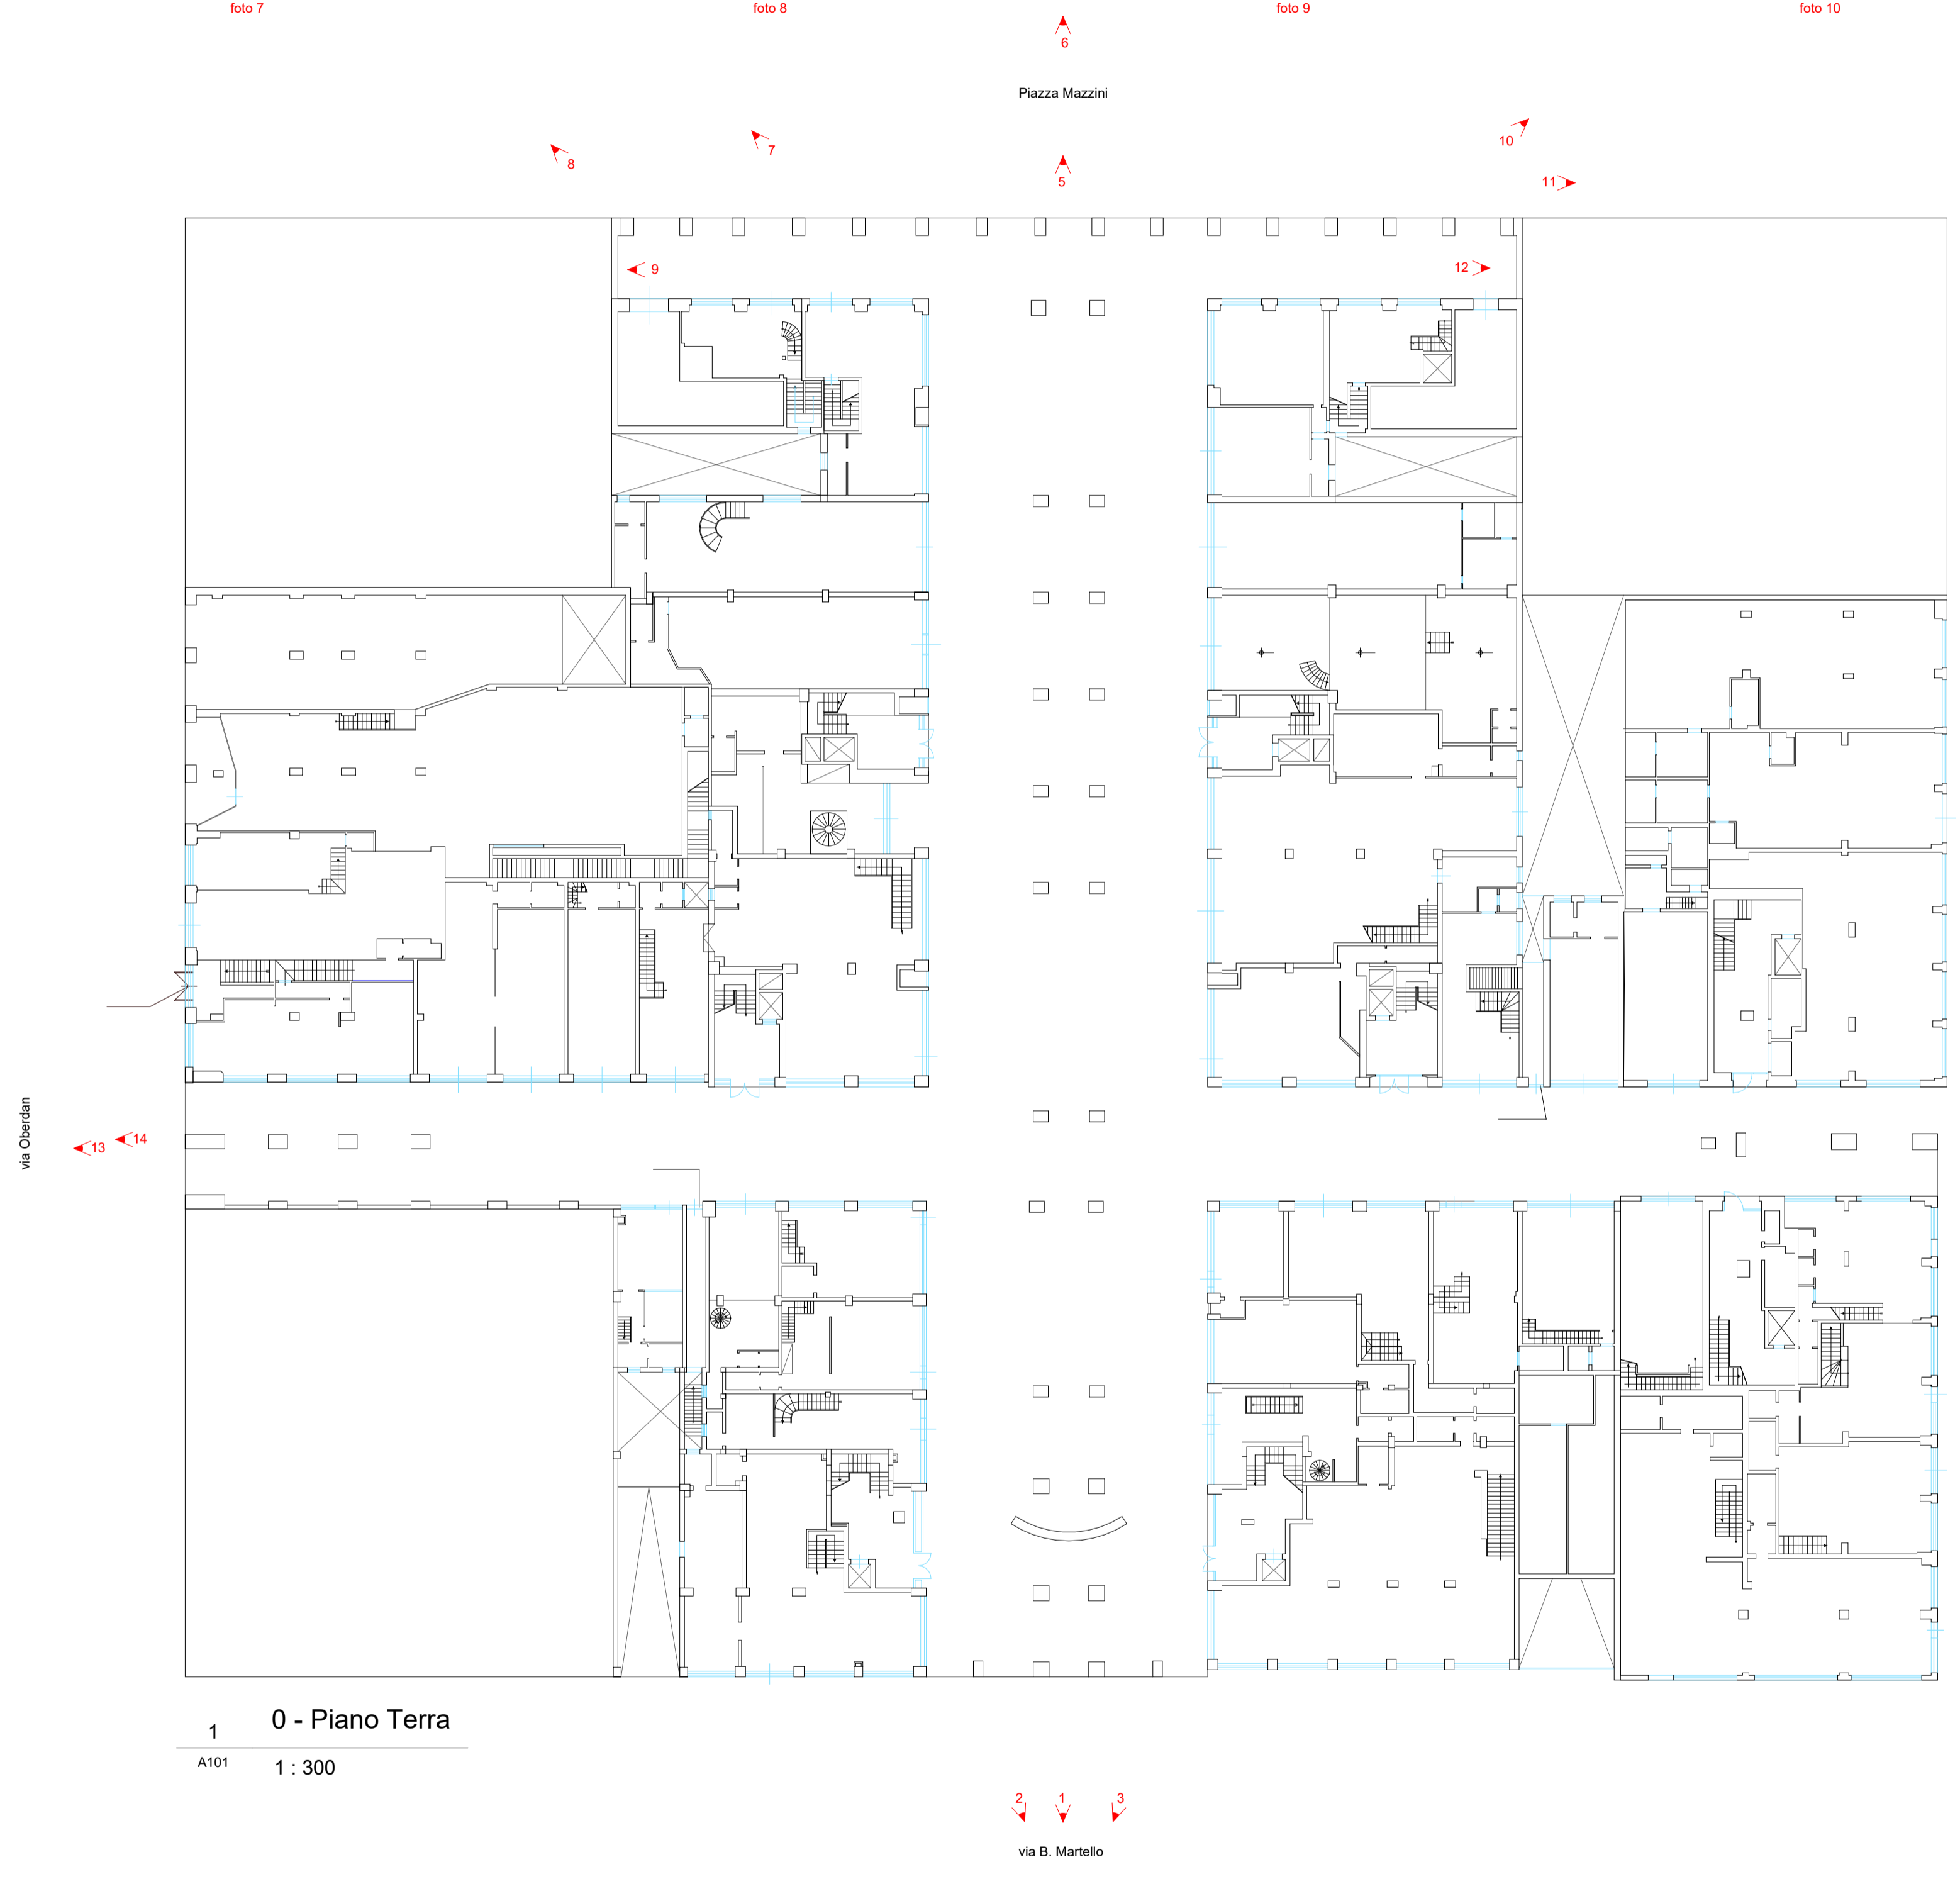 foto 7
foto 8
foto 9
foto 10
6
Piazza Mazzini
10
7
8
5
11
9
12
via Oberdan
14
13
0 - Piano Terra
1
A101
1 : 300
2
1
3
via B. Martello